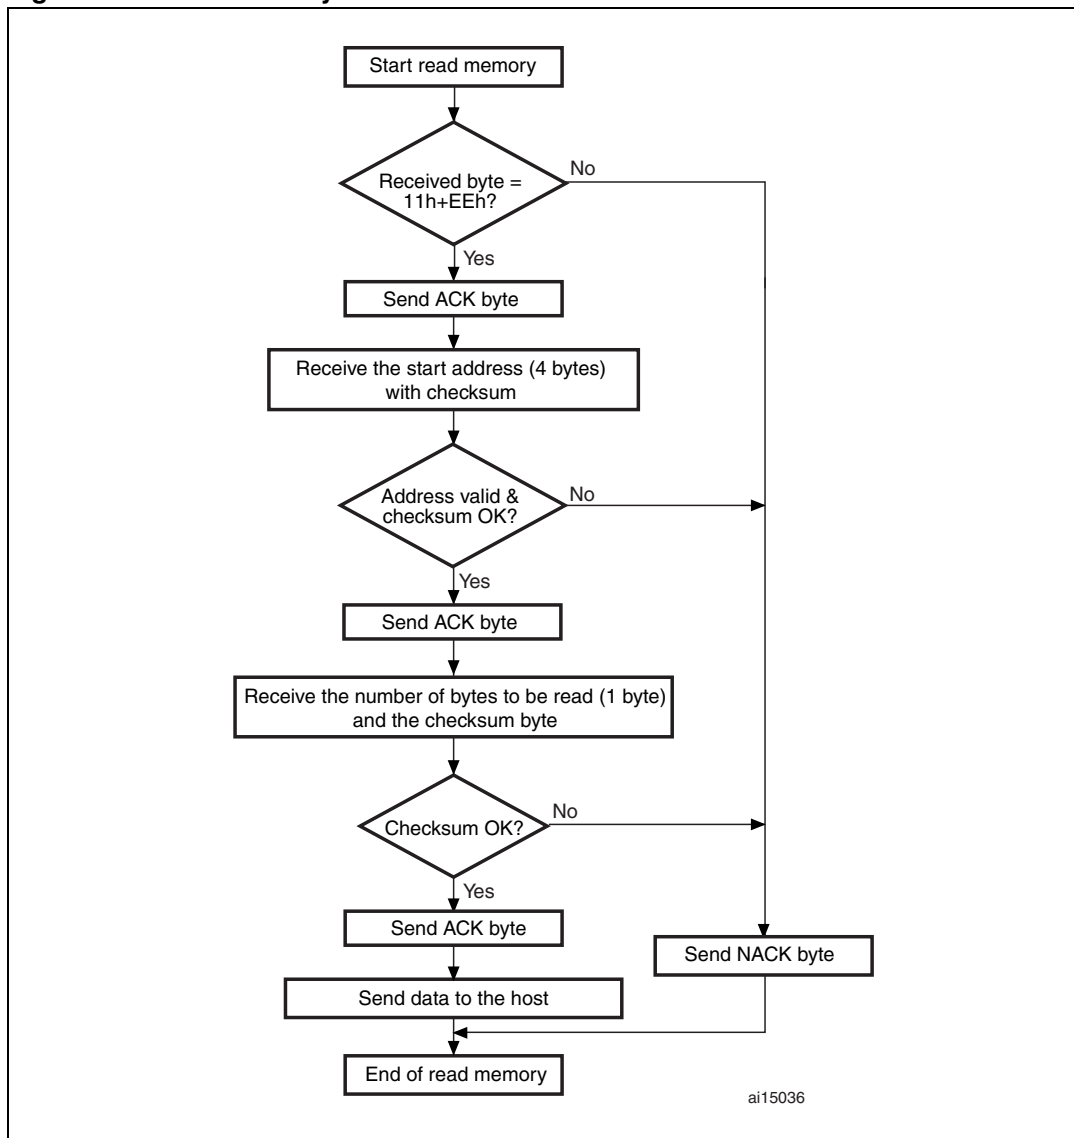 Start read memory
Received byte =
11h+EEh?
No
Yes
Send ACK byte
Receive the start address (4 bytes)
with checksum
Address valid &
checksum OK?
No
Yes
Send ACK byte
Receive the number of bytes to be read (1 byte)
and the checksum byte
Checksum OK?
No
Yes
Send ACK byte
Send NACK byte
Send data to the host
End of read memory
ai15036